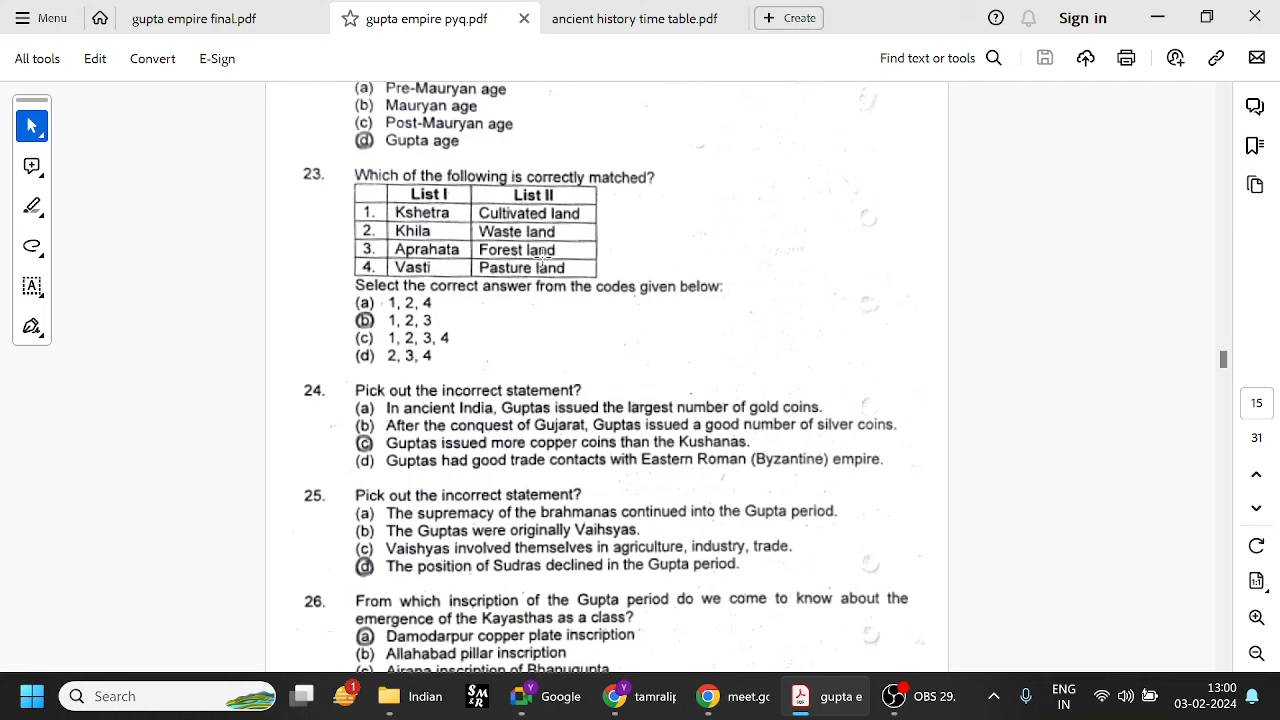 Menu
gupta empire final.pdf
gupta empire pyq.pdf
ancient history time table.pdf
Create
Sign in
All tools
Edit
Convert
E-Sign
Find text or tools
(a) Pre-Mauryan age
(b) Mauryan age
(c) Post-Mauryan age
(d) Gupta age
23. Which of the following is correctly matched?
List I List II
1. Kshetra Cultivated land
2. Khila Waste land
3. Aprahata Forest land
4. Vasti Pasture land
Select the correct answer from the codes given below:
(a) 1, 2, 4
(b) 1, 2, 3
(c) 1, 2, 3, 4
(d) 2, 3, 4
24. Pick out the incorrect statement?
(a) In ancient India, Guptas issued the largest number of gold coins.
(b) After the conquest of Gujarat, Guptas issued a good number of silver coins.
(c) Guptas issued more copper coins than the Kushanas.
(d) Guptas had good trade contacts with Eastern Roman (Byzantine) empire.
25. Pick out the incorrect statement?
(a) The supremacy of the brahmanas continued into the Gupta period.
(b) The Guptas were originally Vaihsyas.
(c) Vaishyas involved themselves in agriculture, industry, trade.
(d) The position of Sudras declined in the Gupta period.
26. From which inscription of the Gupta period do we come to know about the
emergence of the Kayasthas as a class?
(a) Damodarpur copper plate inscription
(b) Allahabad pillar inscription
(c) Airana inscription of Bhanugupta
15
31
Search
1
Indian
Google
tamralip
meet.go
gupta e
OBS 29
ENG
IN
13:00